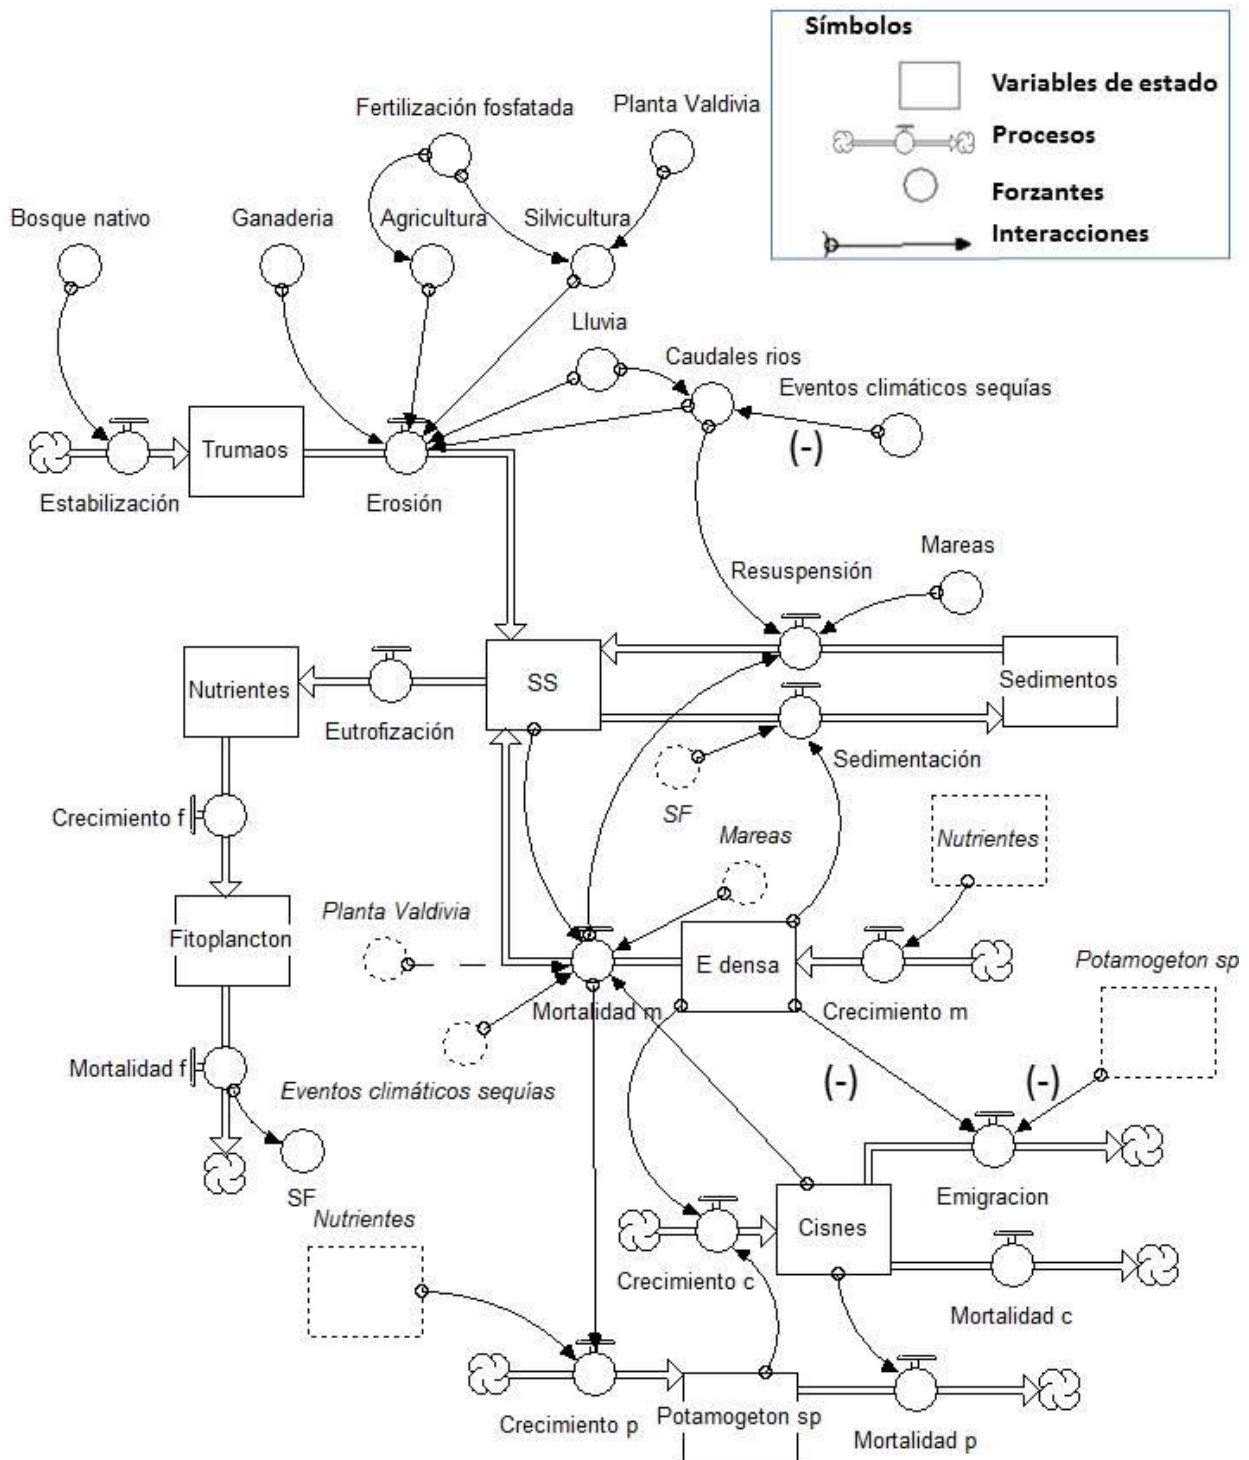 Símbolos
Variables de estado
Procesos
Forzantes
Interacciones
Fertilización fosfatada
Planta Valdivia
Bosque nativo
Ganaderia
Agricultura
Silvicultura
Lluvia
Caudales rios
Eventos climáticos sequías
(-)
Trumaos
Estabilización
Erosión
Mareas
Resuspensión
Nutrientes
SS
Sedimentos
Eutrofización
Sedimentación
SF
Crecimiento f
Mareas
Nutrientes
Planta Valdivia
Fitoplancton
E densa
Potamogeton sp
Mortalidad m
Crecimiento m
Mortalidad f
Eventos climáticos sequías
(-)
(-)
SF
Emigracion
Nutrientes
Cisnes
Crecimiento c
Mortalidad c
Crecimiento p
Potamogeton sp
Mortalidad p